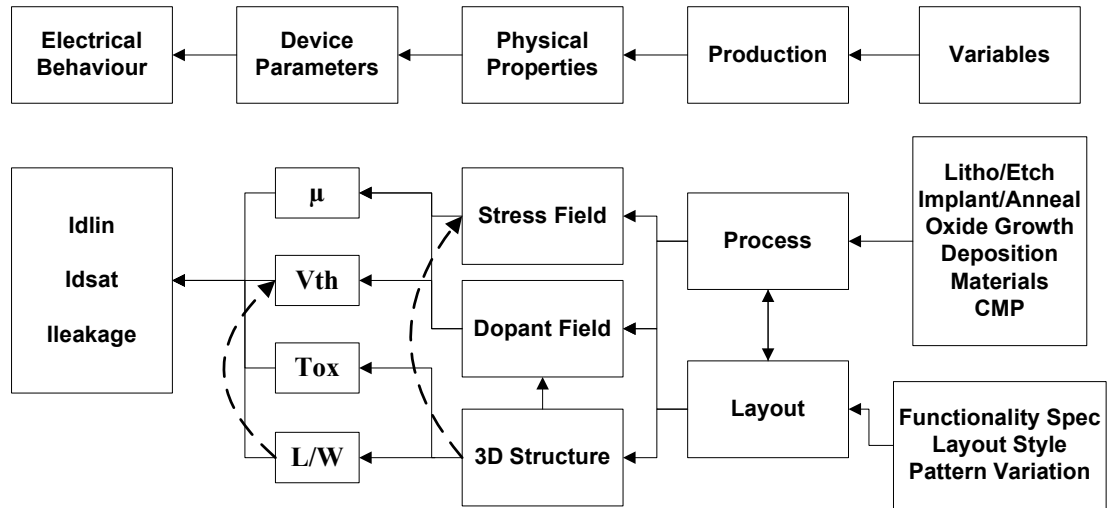 Electrical
Behaviour
Device
Parameters
Physical
Properties
Production
Variables
Idlin
Idsat
Ileakage
μ
Vth
Tox
L/W
Stress Field
Dopant Field
3D Structure
Process
Layout
Litho/Etch
Implant/Anneal
Oxide Growth
Deposition
Materials
CMP
Functionality Spec
Layout Style
Pattern Variation